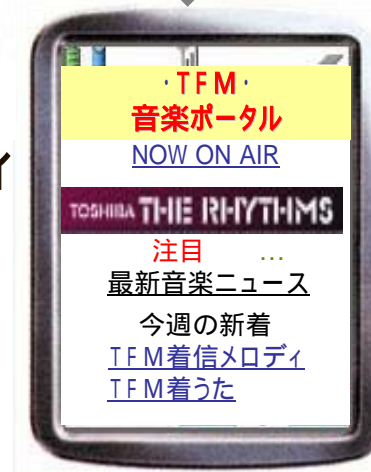 ィ
・TFM・
音楽ポータル
NOW ON AIR
TOSHIBA THE RHYTHMS
注目 …
最新音楽ニュース
今週の新着
TFM着信メロディ
TFM着うた